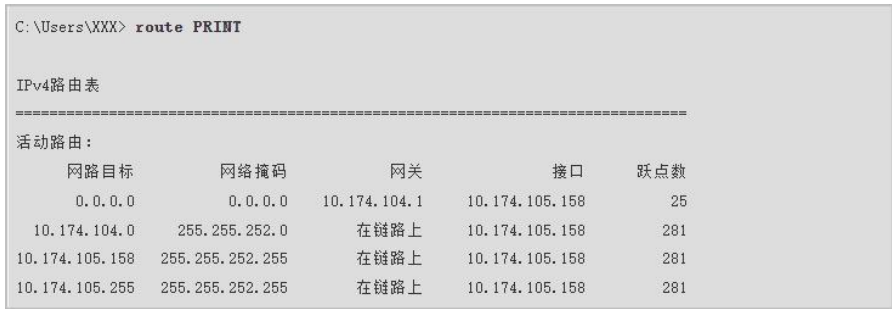 C:\Users\XXX> route PRINT
IPv4路由表
===============================================================================
活动路由:
网路目标 网络掩码 网关 接口 跃点数
0.0.0.0 0.0.0.0 10.174.104.1 10.174.105.158 25
10.174.104.0 255.255.252.0 在链路上 10.174.105.158 281
10.174.105.158 255.255.252.255 在链路上 10.174.105.158 281
10.174.105.255 255.255.252.255 在链路上 10.174.105.158 281